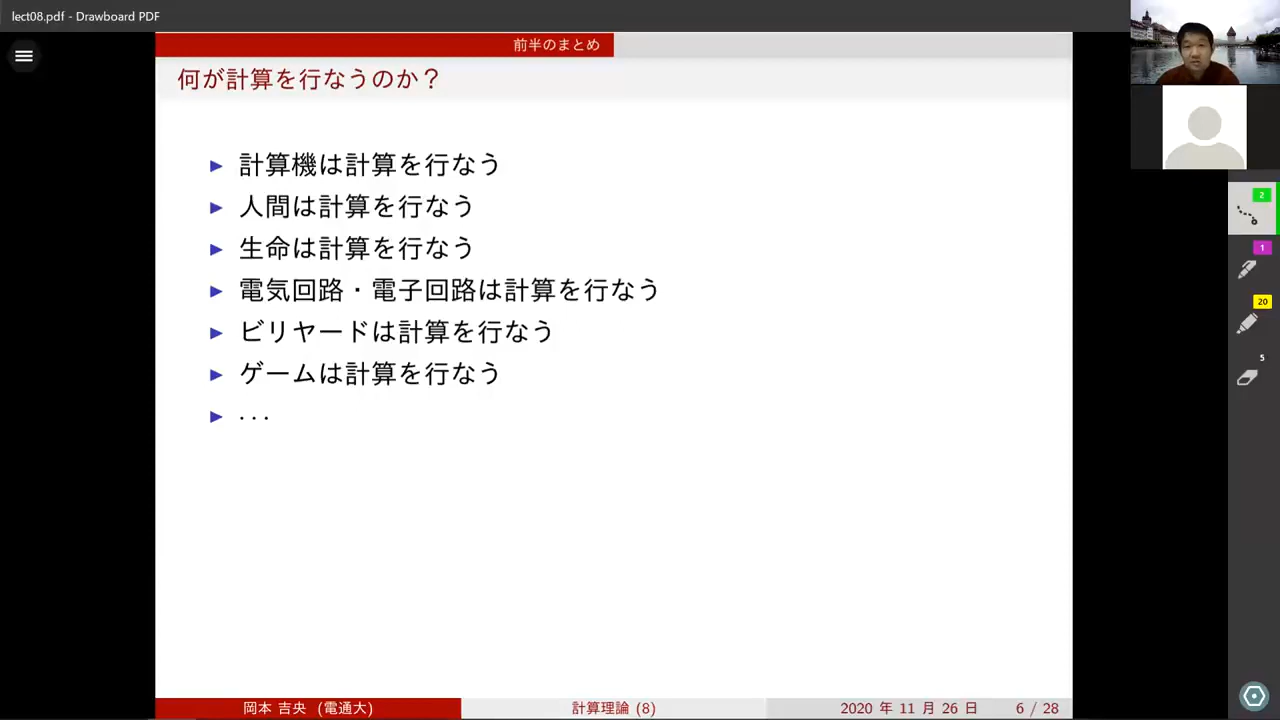 lect08.pdf - Drawboard PDF
前半のまとめ
何が計算を行なうのか？
▶ 計算機は計算を行なう
▶ 人間は計算を行なう
▶ 生命は計算を行なう
▶ 電気回路・電子回路は計算を行なう
▶ ビリヤードは計算を行なう
▶ ゲームは計算を行なう
▶ ...
2
1
20
5
岡本 吉央 (電通大)
計算理論 (8)
2020 年 11 月 26 日
6 / 28